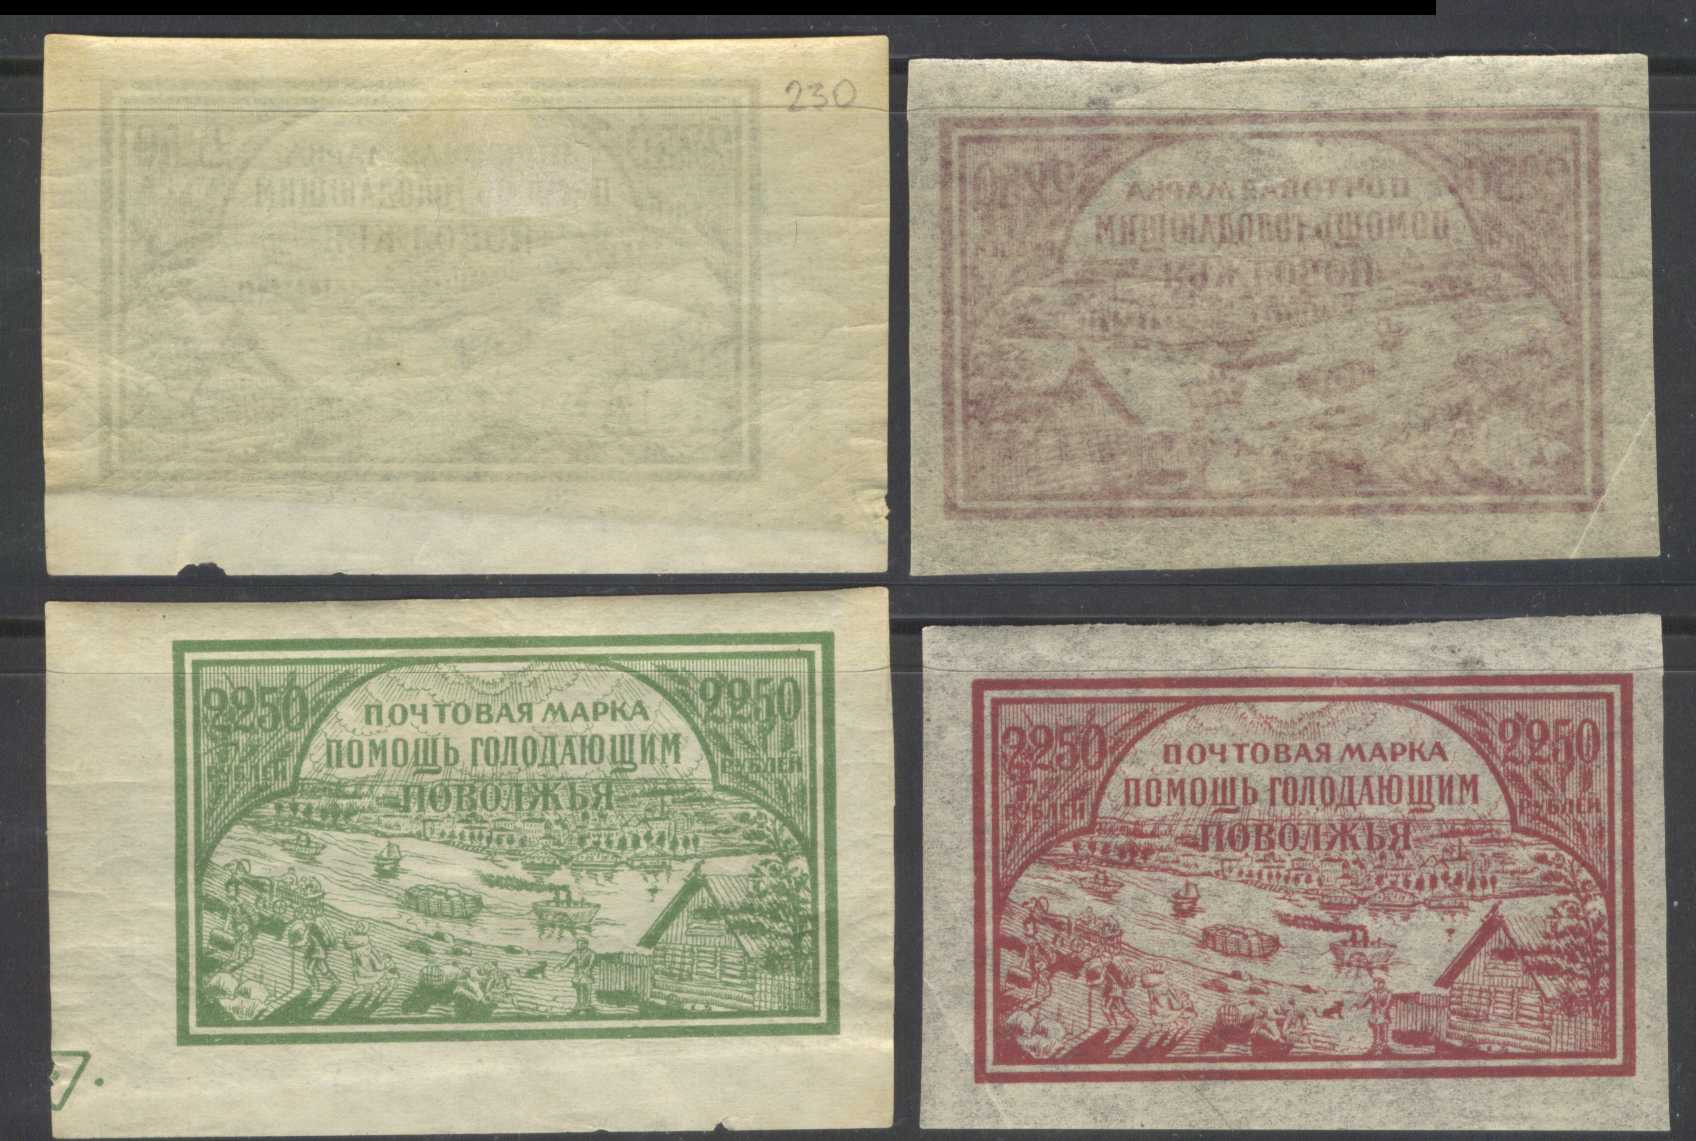 230
2250 2250
ПОЧТОВАЯ МАРКА
ПОМОЩЬ ГОЛОДАЮЩИМ
ПОВОЛЖЬЯ
РУБЛЕЙ РУБЛЕЙ
2250 2250
ПОЧТОВАЯ МАРКА
ПОМОЩЬ ГОЛОДАЮЩИМ
ПОВОЛЖЬЯ
РУБЛЕЙ РУБЛЕЙ